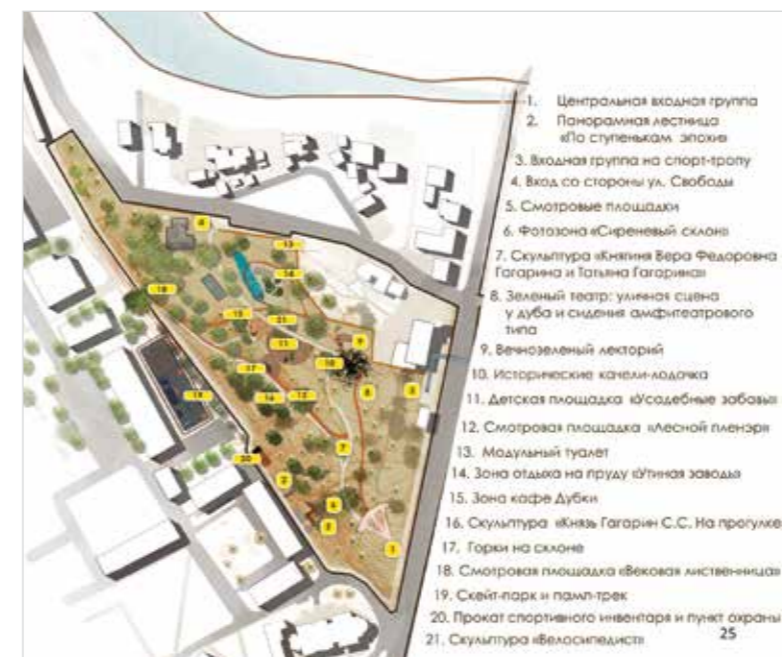 1. Центральная входная группа
2. Панорамная лестница
«По ступенькам эпохи»
3. Входная группа на спорт-тропу
4. Вход со стороны ул. Свободы
5. Смотровые площадки
6. Фотозона «Сиреневый склон»
7. Скульптура «Княгиня Вера Федоровна
Гагарина и Татьяна Гагарина»
8. Зеленый театр: уличная сцена
у дуба и сидения амфитеатрового
типа
9. Вечнозеленый лекторий
10. Исторические качели-лодочка
11. Детская площадка «Усадебные забавы»
12. Смотровая площадка «Лесной пленэр»
13. Модульный туалет
14. Зона отдыха на пруду «Утиная заводь»
15. Зона кафе Дубки
16. Скульптура «Князь Гагарин С.С. На прогулке
17. Горки на склоне
18. Смотровая площадка «Вековая лиственница»
19. Скейт-парк и памп-трек
20. Прокат спортивного инвентаря и пункт охраны
21. Скульптура «Велосипедист»
25